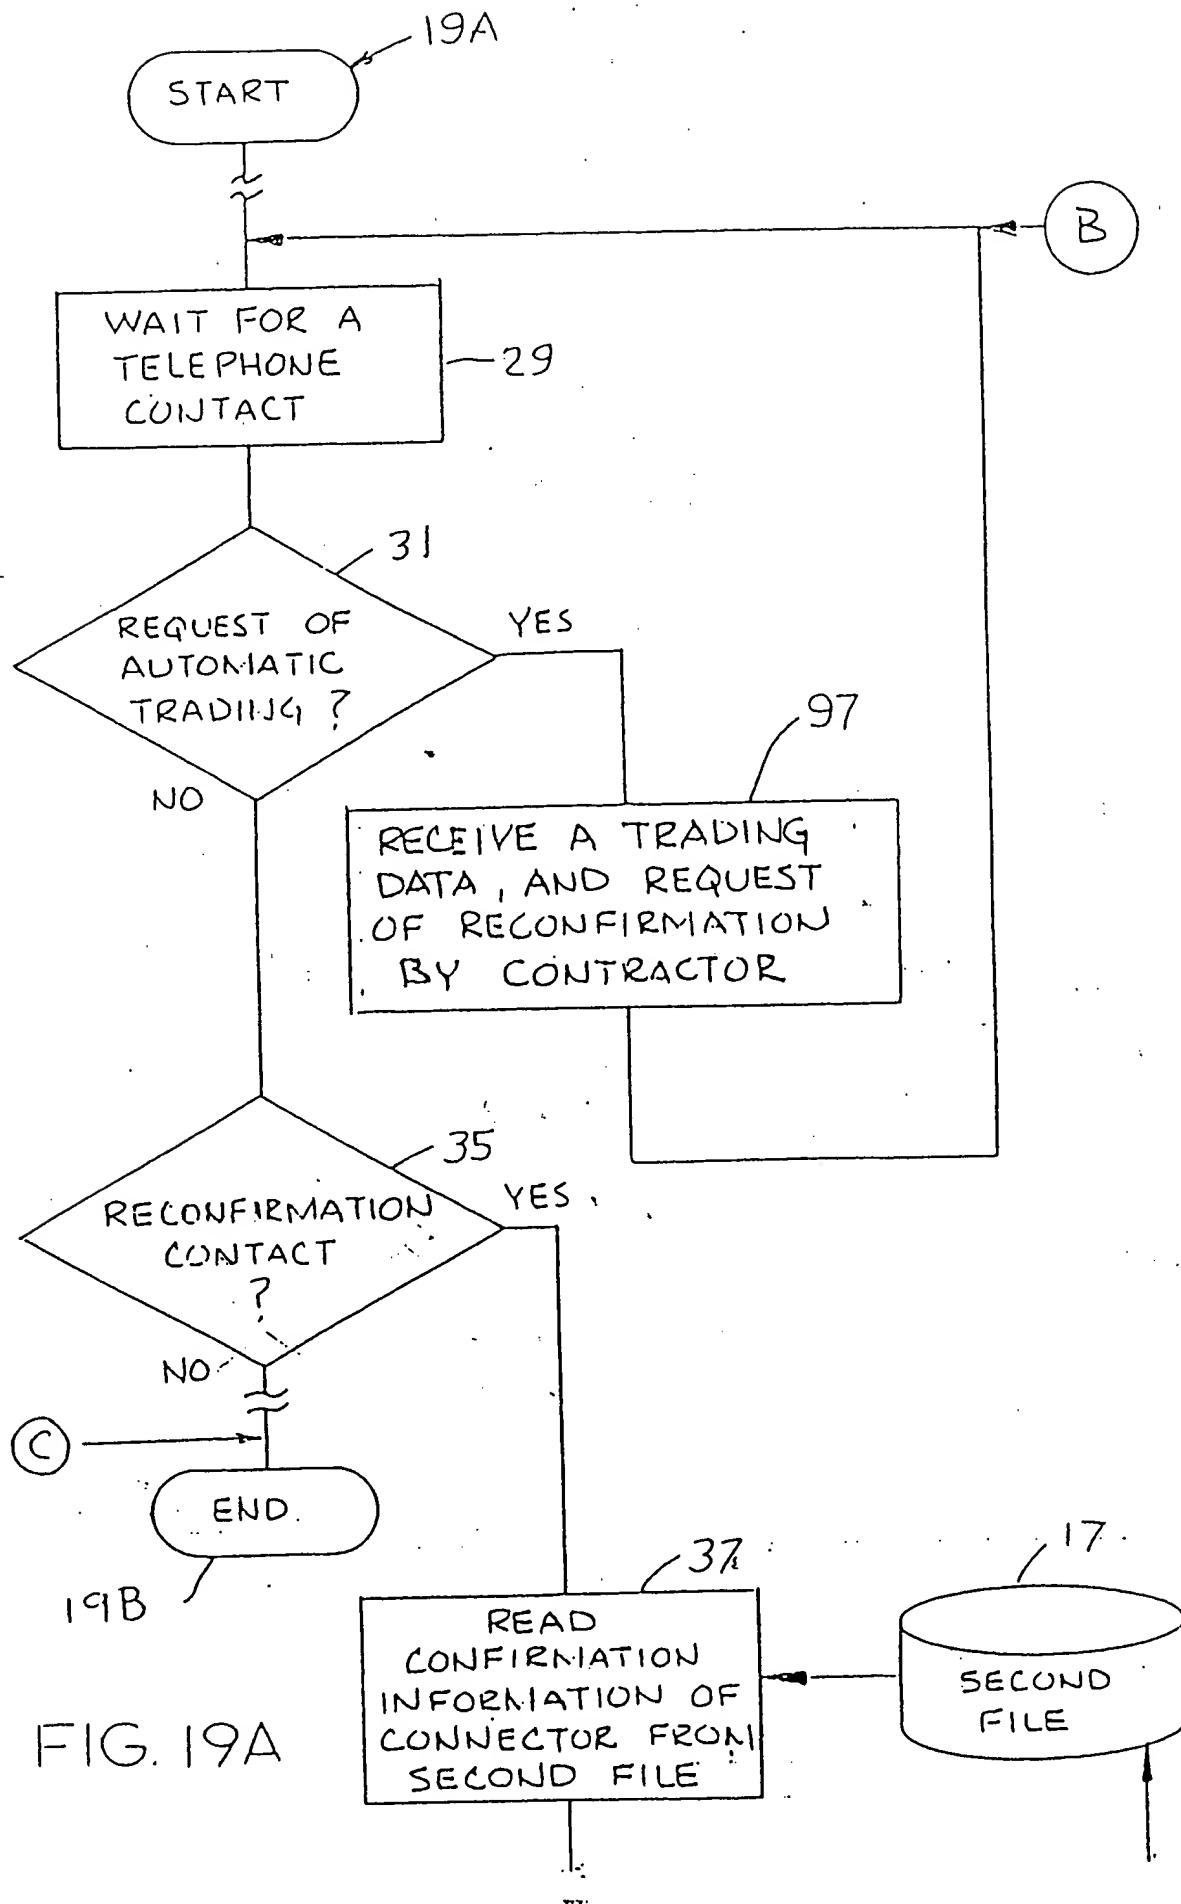 19A
START
B
WAIT FOR A
TELEPHONE
CONTACT
29
31
REQUEST OF
AUTOMATIC
TRADING ?
YES
NO
97
RECEIVE A TRADING
DATA, AND REQUEST
OF RECONFIRMATION
BY CONTRACTOR
35
RECONFIRMATION
CONTACT
?
YES
NO
C
END
19B
37
READ
CONFIRMATION
INFORMATION OF
CONNECTOR FROM
SECOND FILE
17
SECOND
FILE
FIG. 19A